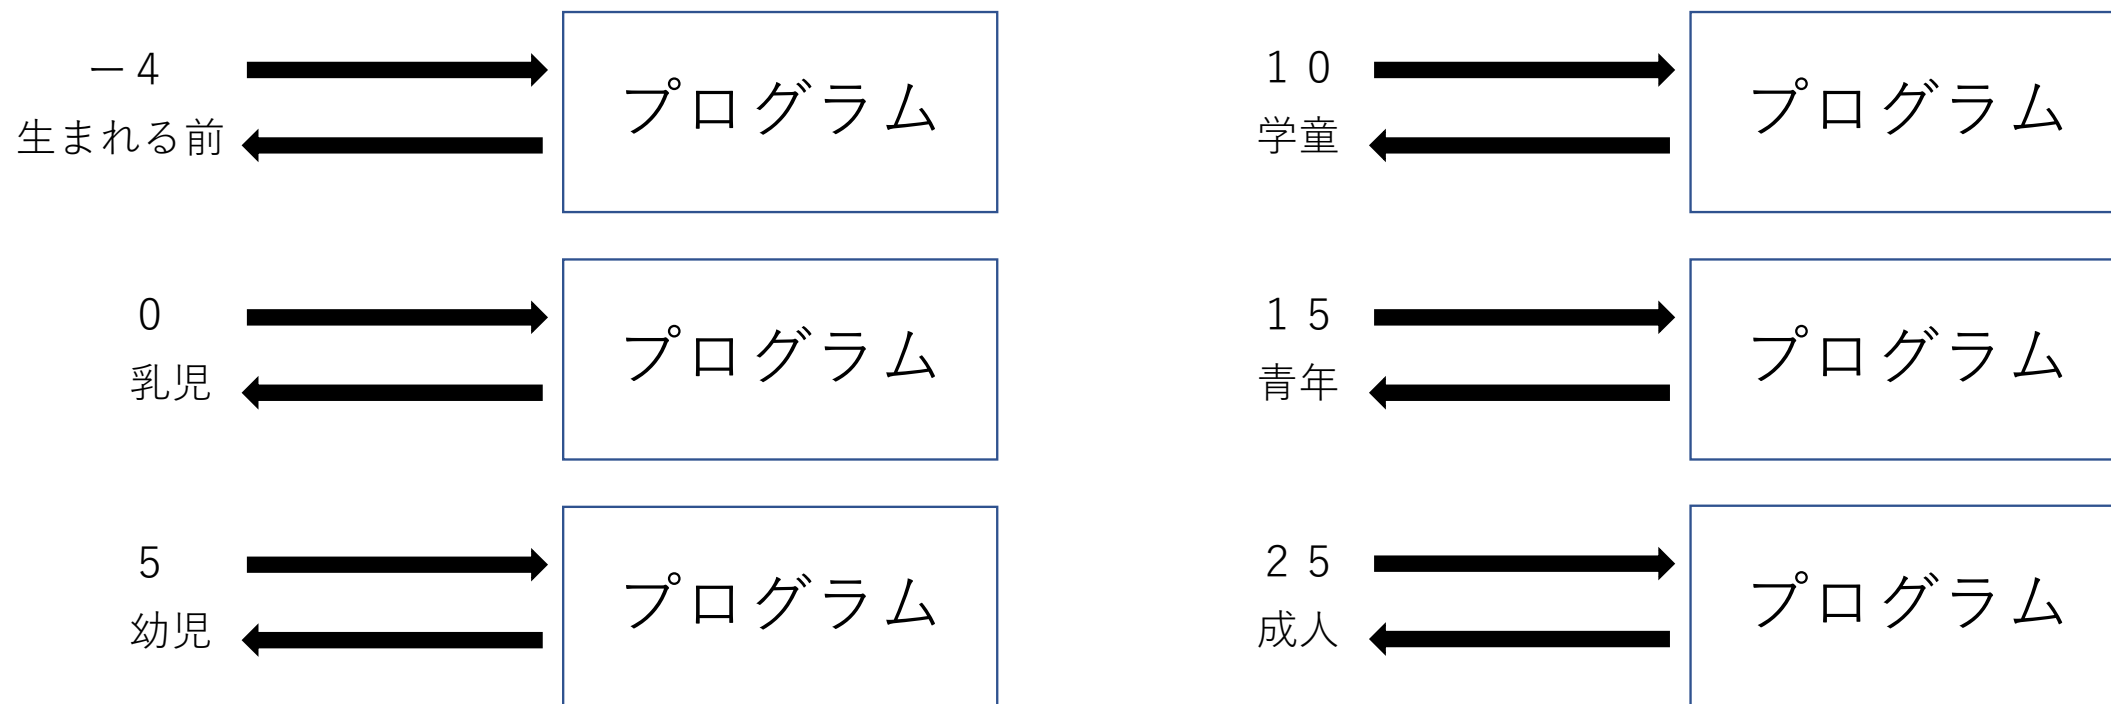 －４
プログラム
生まれる前
０
プログラム
乳児
５
プログラム
幼児
１０
プログラム
学童
１５
プログラム
青年
２５
プログラム
成人